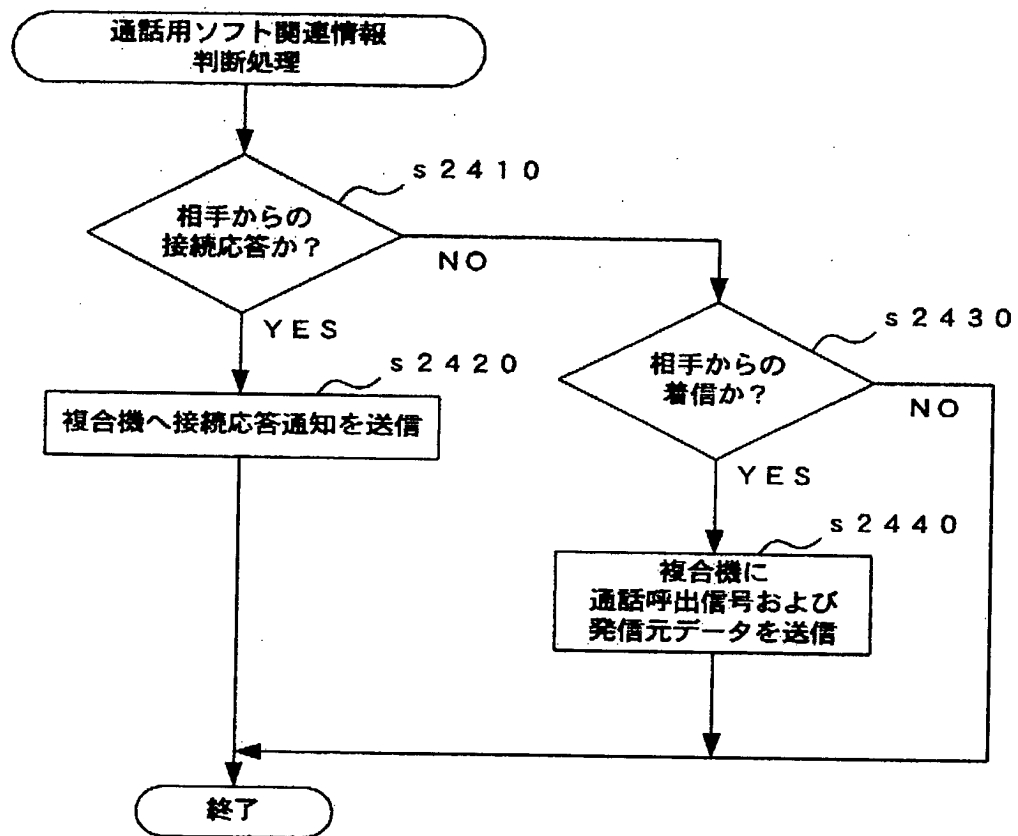 通話用ソフト関連情報
判断処理
s2410
相手からの
接続応答か？
NO
YES
s2420
複合機へ接続応答通知を送信
s2430
相手からの
着信か？
NO
YES
s2440
複合機に
通話呼出信号および
発信元データを送信
終了